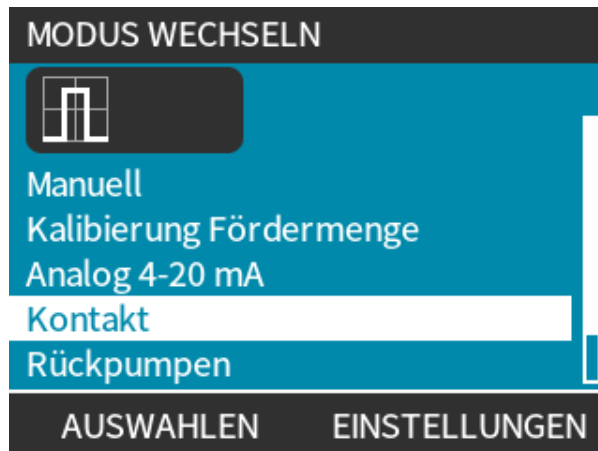 MODUS WECHSELN
Manuell
Kalibierung Fördermenge
Analog 4-20 mA
Kontakt
Rückpumpen
AUSWAHLEN EINSTELLUNGEN